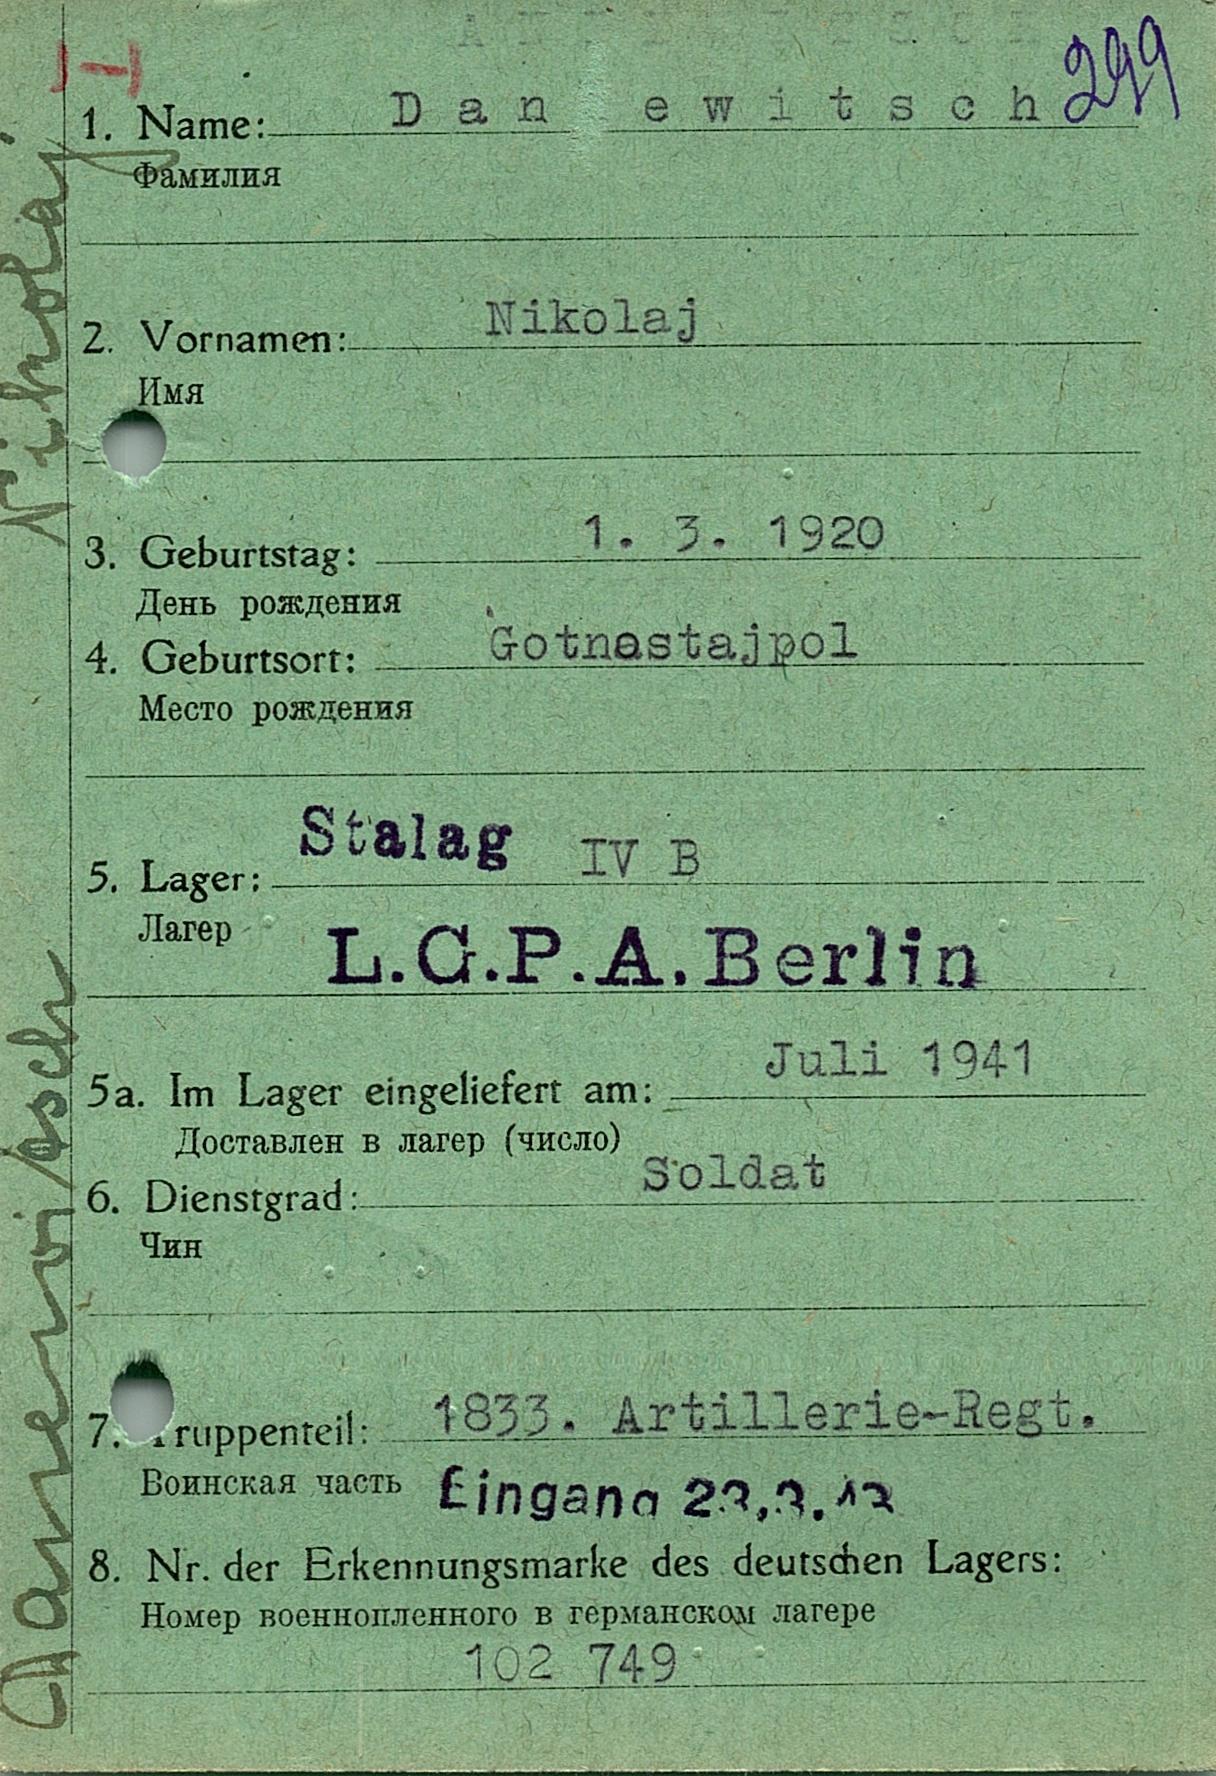 299
1. Name: Dan ewitsch
Фамилия
2. Vornamen: Nikolaj
Имя
3. Geburtstag: 1. 3. 1920
День рождения
4. Geburtsort: Gotnostajpol
Место рождения
5. Lager: Stalag IV B
Лагер
L.G.P.A. Berlin
5a. Im Lager eingeliefert am: Juli 1941
Доставлен в лагер (число)
6. Dienstgrad: Soldat
Чин
7. Truppenteil: 1833. Artillerie-Regt.
Воинская часть
Eingang
8. Nr. der Erkennungsmarke des deutschen Lagers:
Номер военнопленного в германском лагере
102 749
Danewitsch Nikolaj